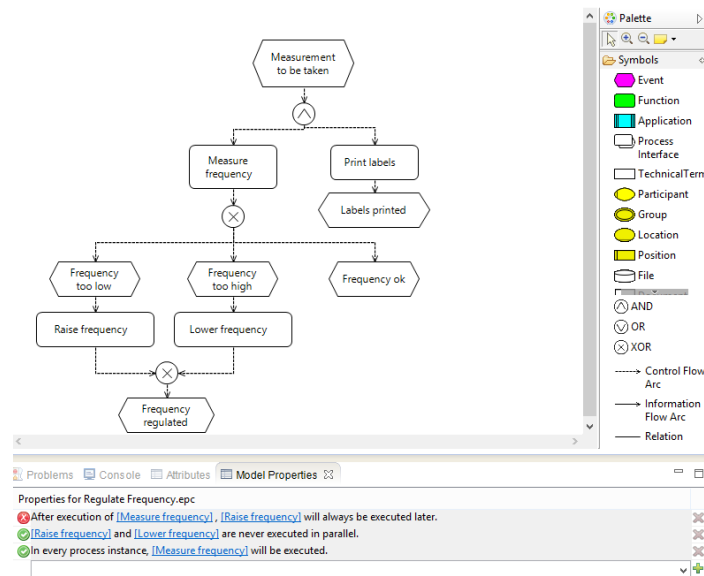 Measurement
to be taken
Measure
frequency
Print labels
Labels printed
Frequency
too low
Frequency
too high
Frequency ok
Raise frequency
Lower frequency
Frequency
regulated
Palette
Symbols
Event
Function
Application
Process
Interface
TechnicalTerm
Participant
Group
Location
Position
File
AND
OR
XOR
Control Flow
Arc
Information
Flow Arc
Relation
Problems Console Attributes Model Properties
Properties for Regulate Frequency.epc
After execution of [Measure frequency] , [Raise frequency] will always be executed later.
[Raise frequency] and [Lower frequency] are never executed in parallel.
In every process instance, [Measure frequency] will be executed.